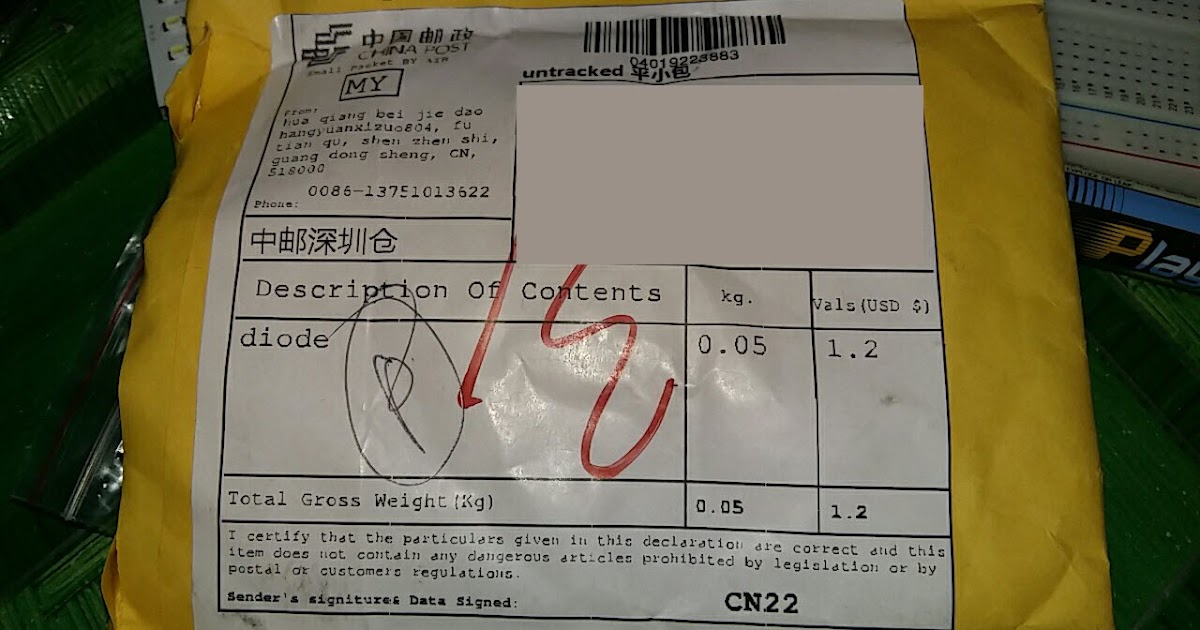 中国邮政
CHINA POST
Small Packet BY AIR
MY
04019223883
untracked 平小包
From:
hua qiang bei jie dao
hangyuanxizuo804, fu
tian qu, shen zhen shi,
guang dong sheng, CN,
518000
0086-13751013622
Phone:
中邮深圳仓
Description Of Contents
kg.
Vals(USD $)
diode
0.05
1.2
P
Total Gross Weight(Kg)
0.05
1.2
I certify that the particulars given in this declaration are correct and this
item does not contain any dangerous articles prohibited by legislation or by
postal or customers regulations.
Sender's signiture& Data Signed:
CN22